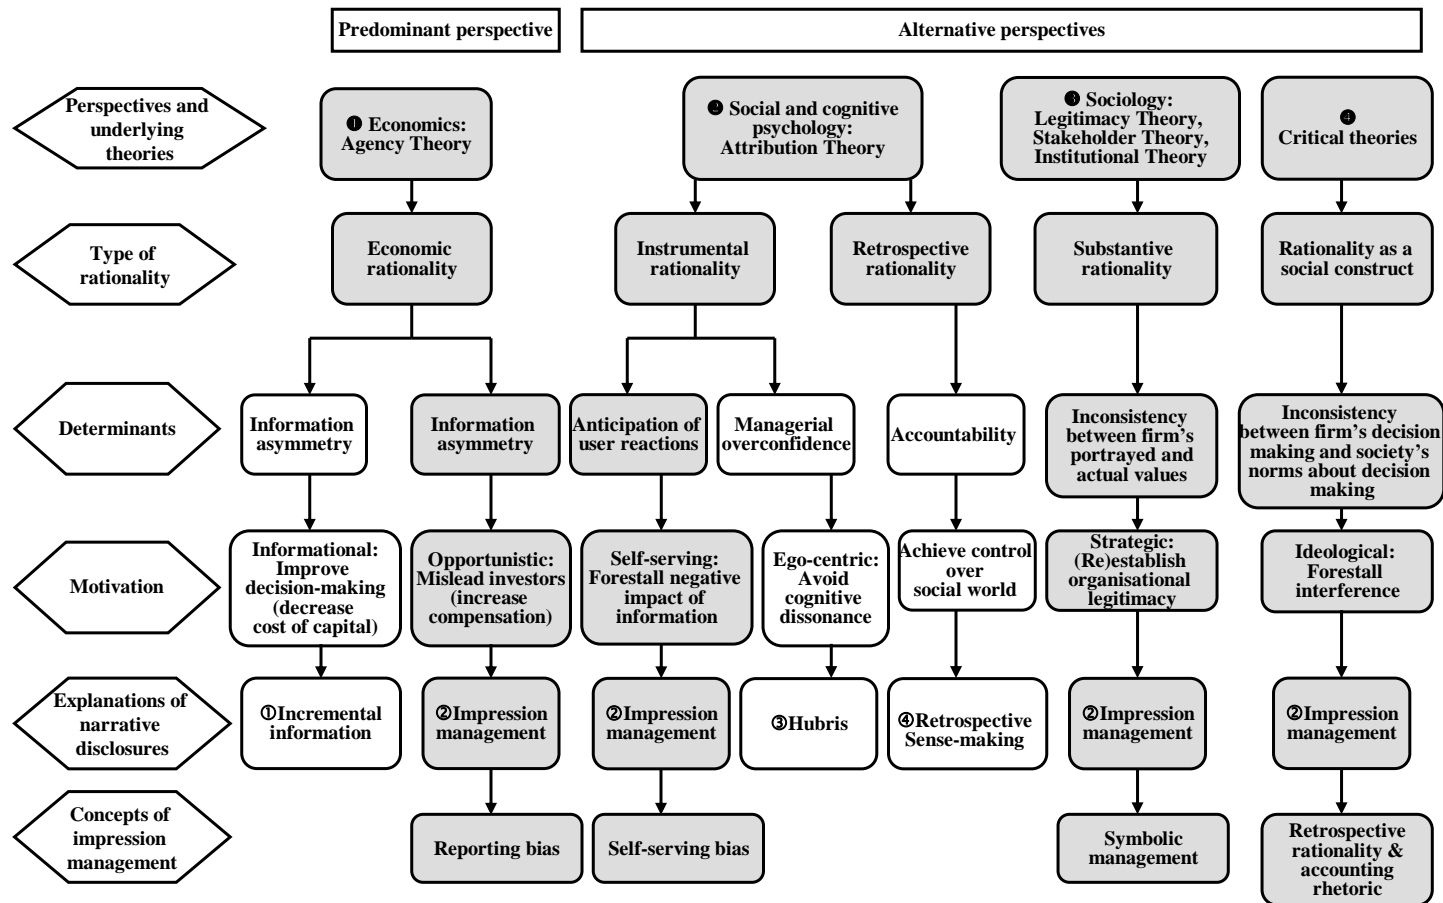 Predominant perspective
Alternative perspectives
Perspectives and
underlying
theories
❶ Economics:
Agency Theory
❷ Social and cognitive
psychology:
Attribution Theory
❸ Sociology:
Legitimacy Theory,
Stakeholder Theory,
Institutional Theory
❹
Critical theories
Type of
rationality
Economic
rationality
Instrumental
rationality
Retrospective
rationality
Substantive
rationality
Rationality as a
social construct
Determinants
Information
asymmetry
Information
asymmetry
Anticipation of
user reactions
Managerial
overconfidence
Accountability
Inconsistency
between firm's
portrayed and
actual values
Inconsistency
between firm's decision
making and society's
norms about decision
making
Motivation
Informational:
Improve
decision-making
(decrease
cost of capital)
Opportunistic:
Mislead investors
(increase
compensation)
Self-serving:
Forestall negative
impact of
information
Ego-centric:
Avoid
cognitive
dissonance
Achieve control
over
social world
Strategic:
(Re)establish
organisational
legitimacy
Ideological:
Forestall
interference
Explanations of
narrative
disclosures
①Incremental
information
②Impression
management
②Impression
management
③Hubris
④Retrospective
Sense-making
②Impression
management
②Impression
management
Concepts of
impression
management
Reporting bias
Self-serving bias
Symbolic
management
Retrospective
rationality &
accounting
rhetoric